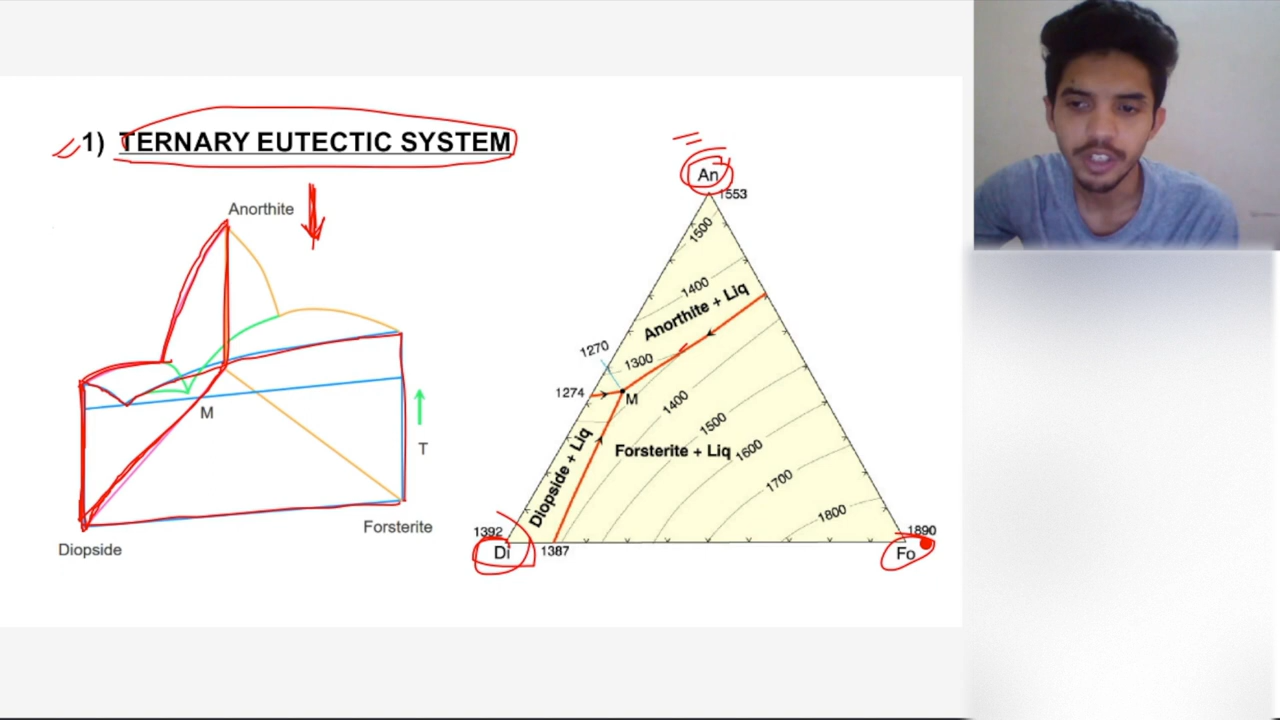 1) TERNARY EUTECTIC SYSTEM
Anorthite
M
T
Forsterite
Diopside
An
1553
1500
1400
Anorthite + Liq
1270
1300
1274
M
1400
1500
Diopside + Liq
Forsterite + Liq
1600
1700
1800
1392
1890
Di
1387
Fo